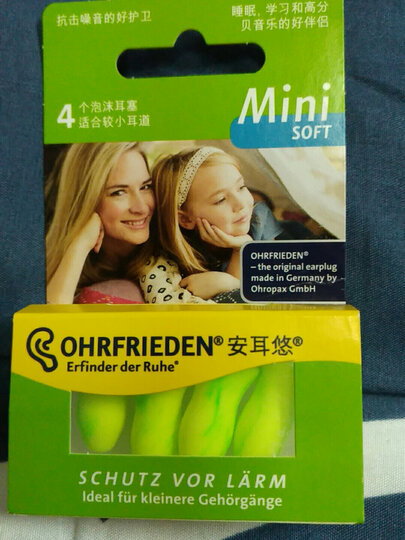 抗击噪音的好护卫
睡眠,学习和高分
贝音乐的好伴侣
4个泡沫耳塞
适合较小耳道
Mini
SOFT
OHRFRIEDEN®
– the original earplug
made in Germany by
Ohropax GmbH
OHRFRIEDEN® 安耳悠®
Erfinder der Ruhe®
SCHUTZ VOR LÄRM
Ideal für kleinere Gehörgänge